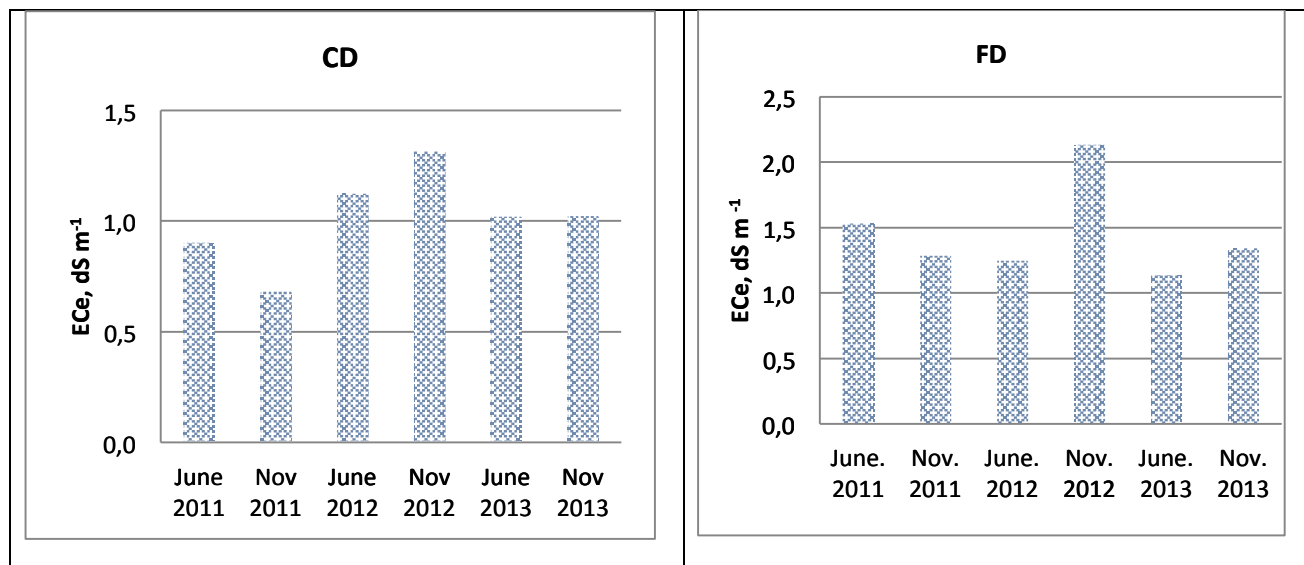 CD
1,5
1,0
0,5
0,0
ECe, dS m-1
June Nov June Nov June Nov
2011 2011 2012 2012 2013 2013
FD
2,5
2,0
1,5
1,0
0,5
0,0
ECe, dS m -1
June. Nov. June. Nov. June. Nov.
2011 2011 2012 2012 2013 2013